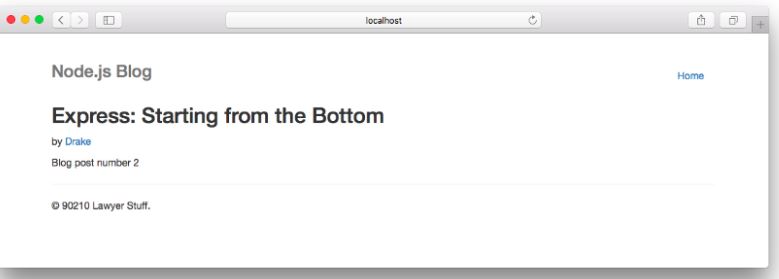 localhost
Node.js Blog
Home
Express: Starting from the Bottom
by Drake
Blog post number 2
© 90210 Lawyer Stuff.